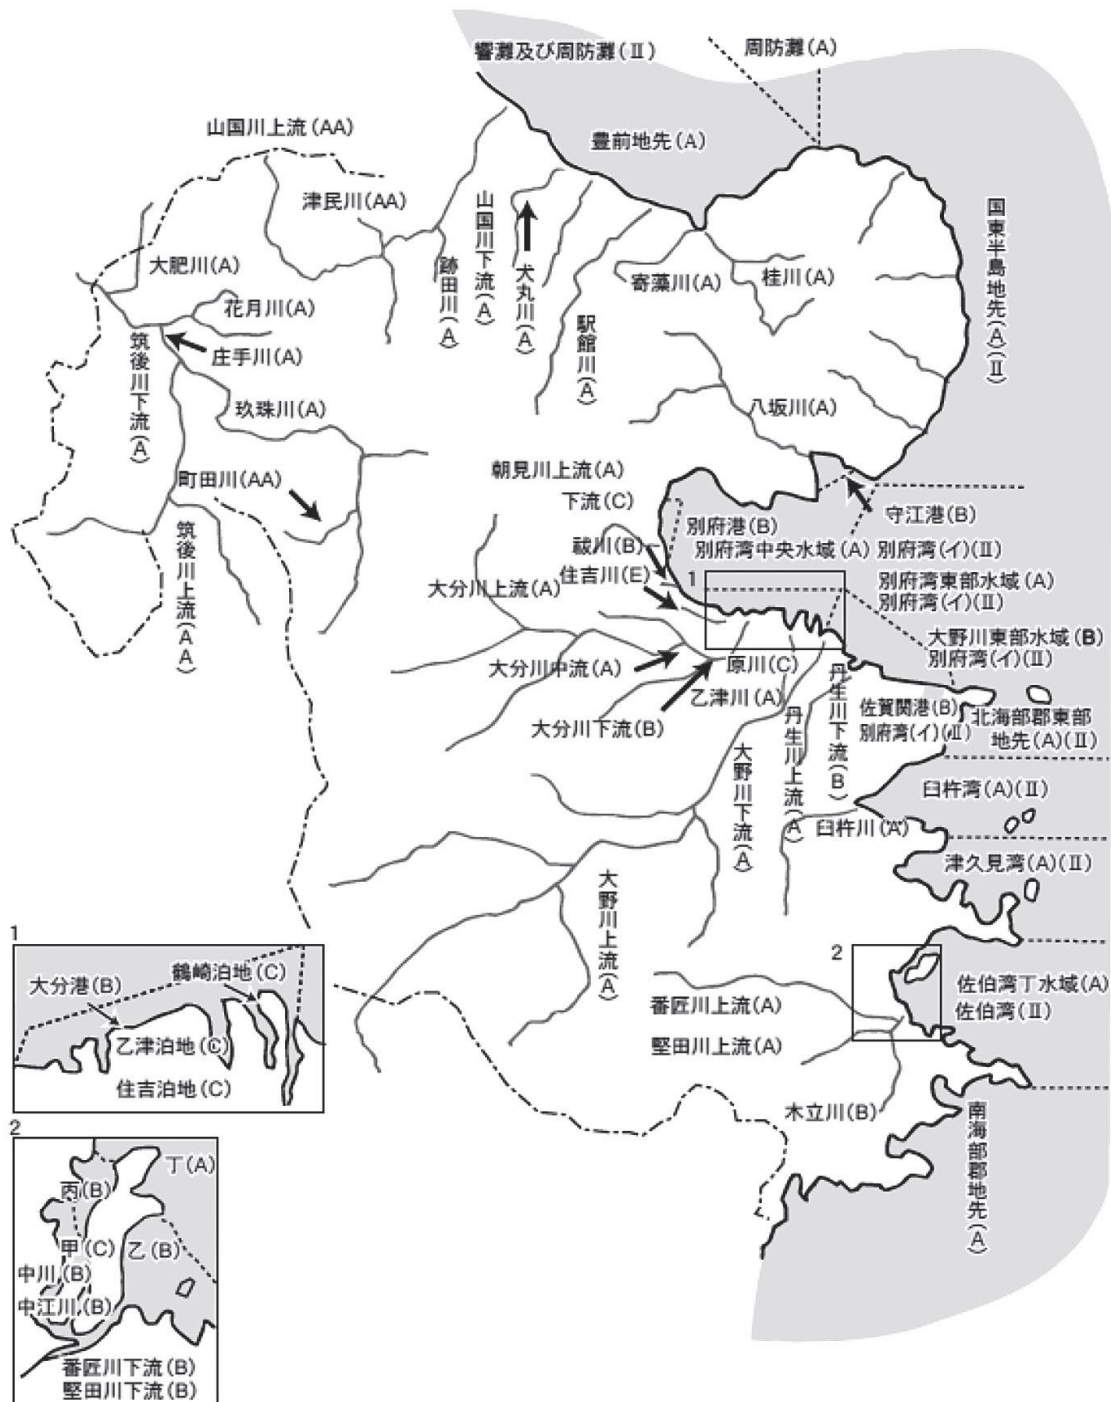 響灘及び周防灘(Ⅱ)
周防灘(A)
山国川上流(AA)
豊前地先(A)
津民川(AA)
山国川下流(A)
国東半島地先(A)(Ⅱ)
大肥川(A)
跡田川(A)
犬丸川(A)
寄藻川(A)
桂川(A)
花月川(A)
駅館川(A)
筑後川下流(A)
庄手川(A)
玖珠川(A)
八坂川(A)
朝見川上流(A)
下流(C)
町田川(AA)
守江港(B)
別府港(B)
別府湾中央水域(A)
別府湾(イ)(Ⅱ)
筑後川上流(AA)
祓川(B)
住吉川(E)
1
別府湾東部水域(A)
別府湾(イ)(Ⅱ)
大分川上流(A)
大野川東部水域(B)
別府湾(イ)(Ⅱ)
大分川中流(A)
原川(C)
乙津川(A)
丹生川下流(B)
佐賀関港(B)
別府湾(イ)(Ⅱ)
北海部郡東部
地先(A)(Ⅱ)
大分川下流(B)
丹生川上流(A)
大野川下流(A)
臼杵湾(A)(Ⅱ)
臼杵川(A)
津久見湾(A)(Ⅱ)
大野川上流(A)
2
佐伯湾丁水域(A)
佐伯湾(Ⅱ)
番匠川上流(A)
堅田川上流(A)
木立川(B)
南海部郡地先(A)
1
鶴崎泊地(C)
大分港(B)
乙津泊地(C)
住吉泊地(C)
2
丁(A)
丙(B)
甲(C)
乙(B)
中川(B)
中江川(B)
番匠川下流(B)
堅田川下流(B)